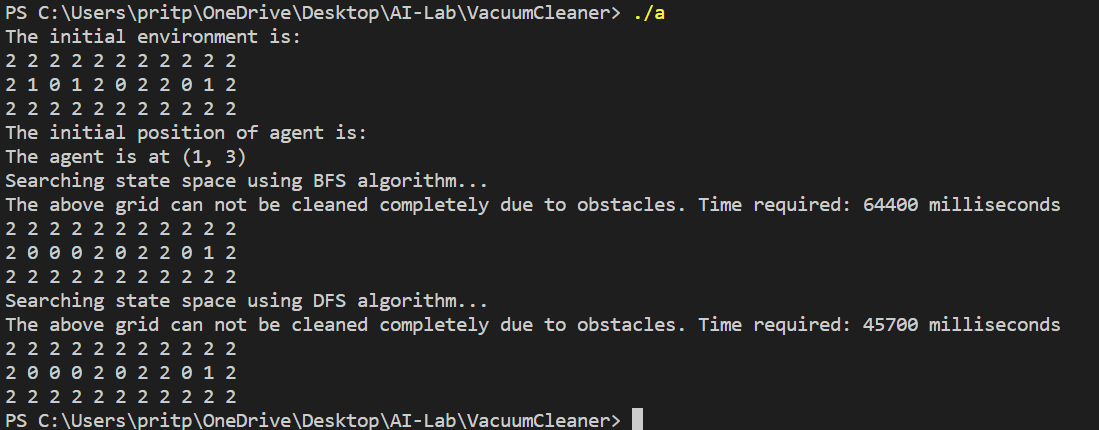 PS C:\Users\pritp\OneDrive\Desktop\AI-Lab\VacuumCleaner> ./a
The initial environment is:
2 2 2 2 2 2 2 2 2 2 2
2 1 0 1 2 0 2 2 0 1 2
2 2 2 2 2 2 2 2 2 2 2
The initial position of agent is:
The agent is at (1, 3)
Searching state space using BFS algorithm...
The above grid can not be cleaned completely due to obstacles. Time required: 64400 milliseconds
2 2 2 2 2 2 2 2 2 2 2
2 0 0 0 2 0 2 2 0 1 2
2 2 2 2 2 2 2 2 2 2 2
Searching state space using DFS algorithm...
The above grid can not be cleaned completely due to obstacles. Time required: 45700 milliseconds
2 2 2 2 2 2 2 2 2 2 2
2 0 0 0 2 0 2 2 0 1 2
2 2 2 2 2 2 2 2 2 2 2
PS C:\Users\pritp\OneDrive\Desktop\AI-Lab\VacuumCleaner>